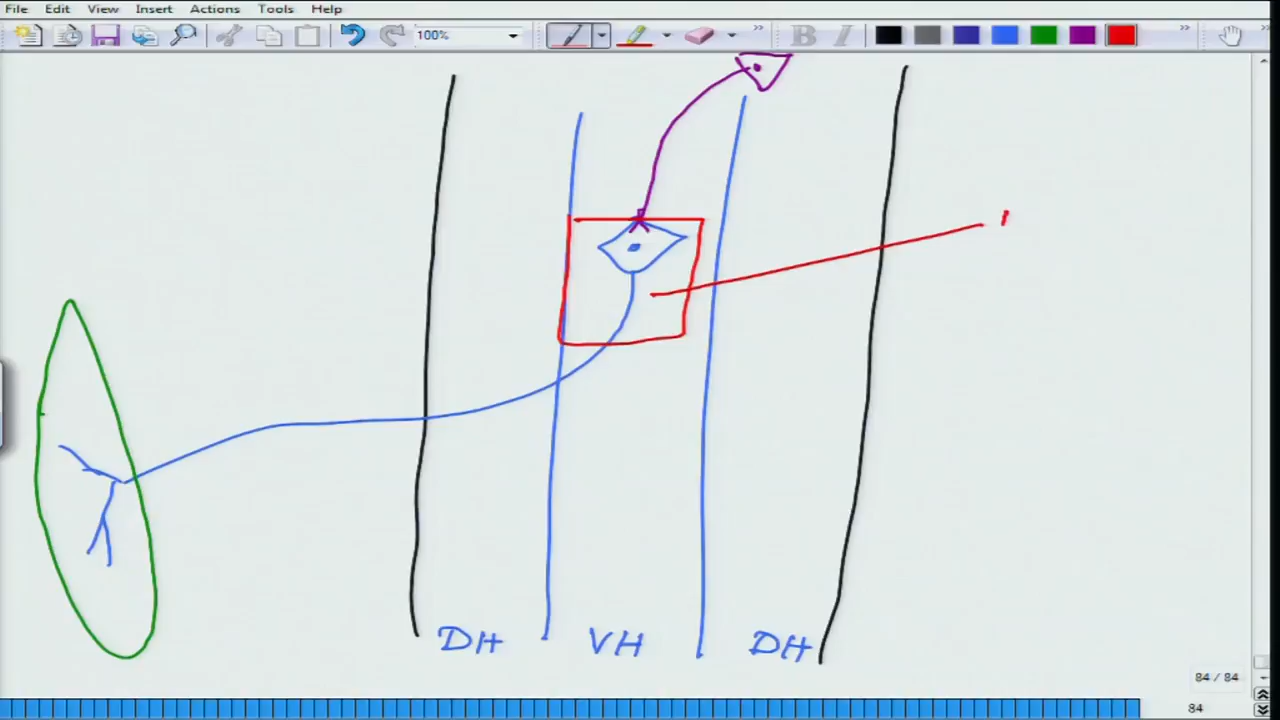 File Edit View Insert Actions Tools Help
100%
B I
DH VH DH
84 / 84
84